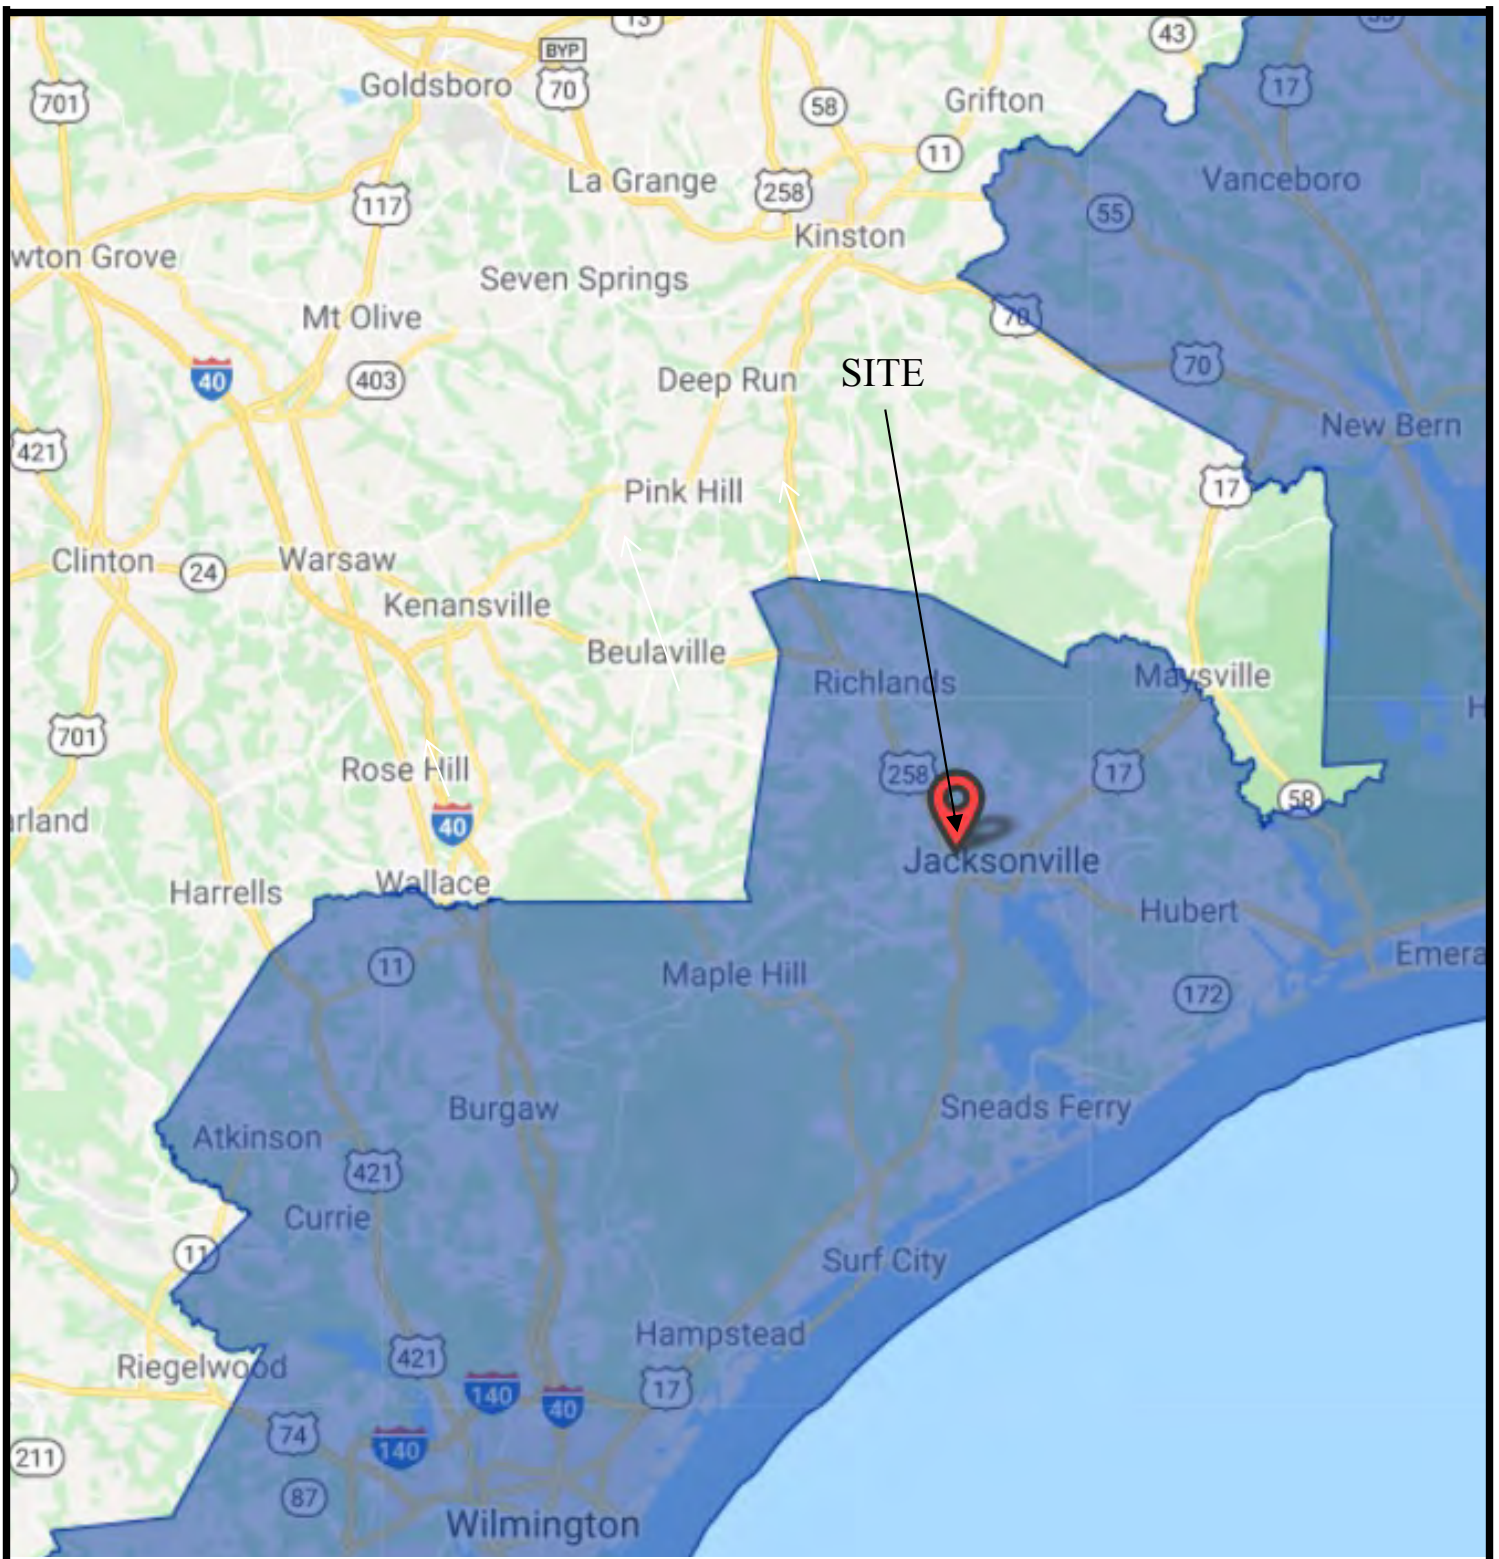 13
BYP
70
43
35
Goldsboro
701
58
Grifton
17
11
La Grange
258
Vanceboro
117
55
Kinston
wton Grove
Seven Springs
Mt Olive
70
40
403
Deep Run
SITE
70
New Bern
421
Pink Hill
17
Clinton
24
Warsaw
Kenansville
Beulaville
Richlands
Maysville
H
701
Rose Hill
258
17
58
arland
40
Jacksonville
Harrells
Wallace
Hubert
11
Maple Hill
Emera
172
Burgaw
Sneads Ferry
Atkinson
421
Currie
11
Surf City
Hampstead
Riegelwood
421
140
40
17
74
140
211
87
Wilmington